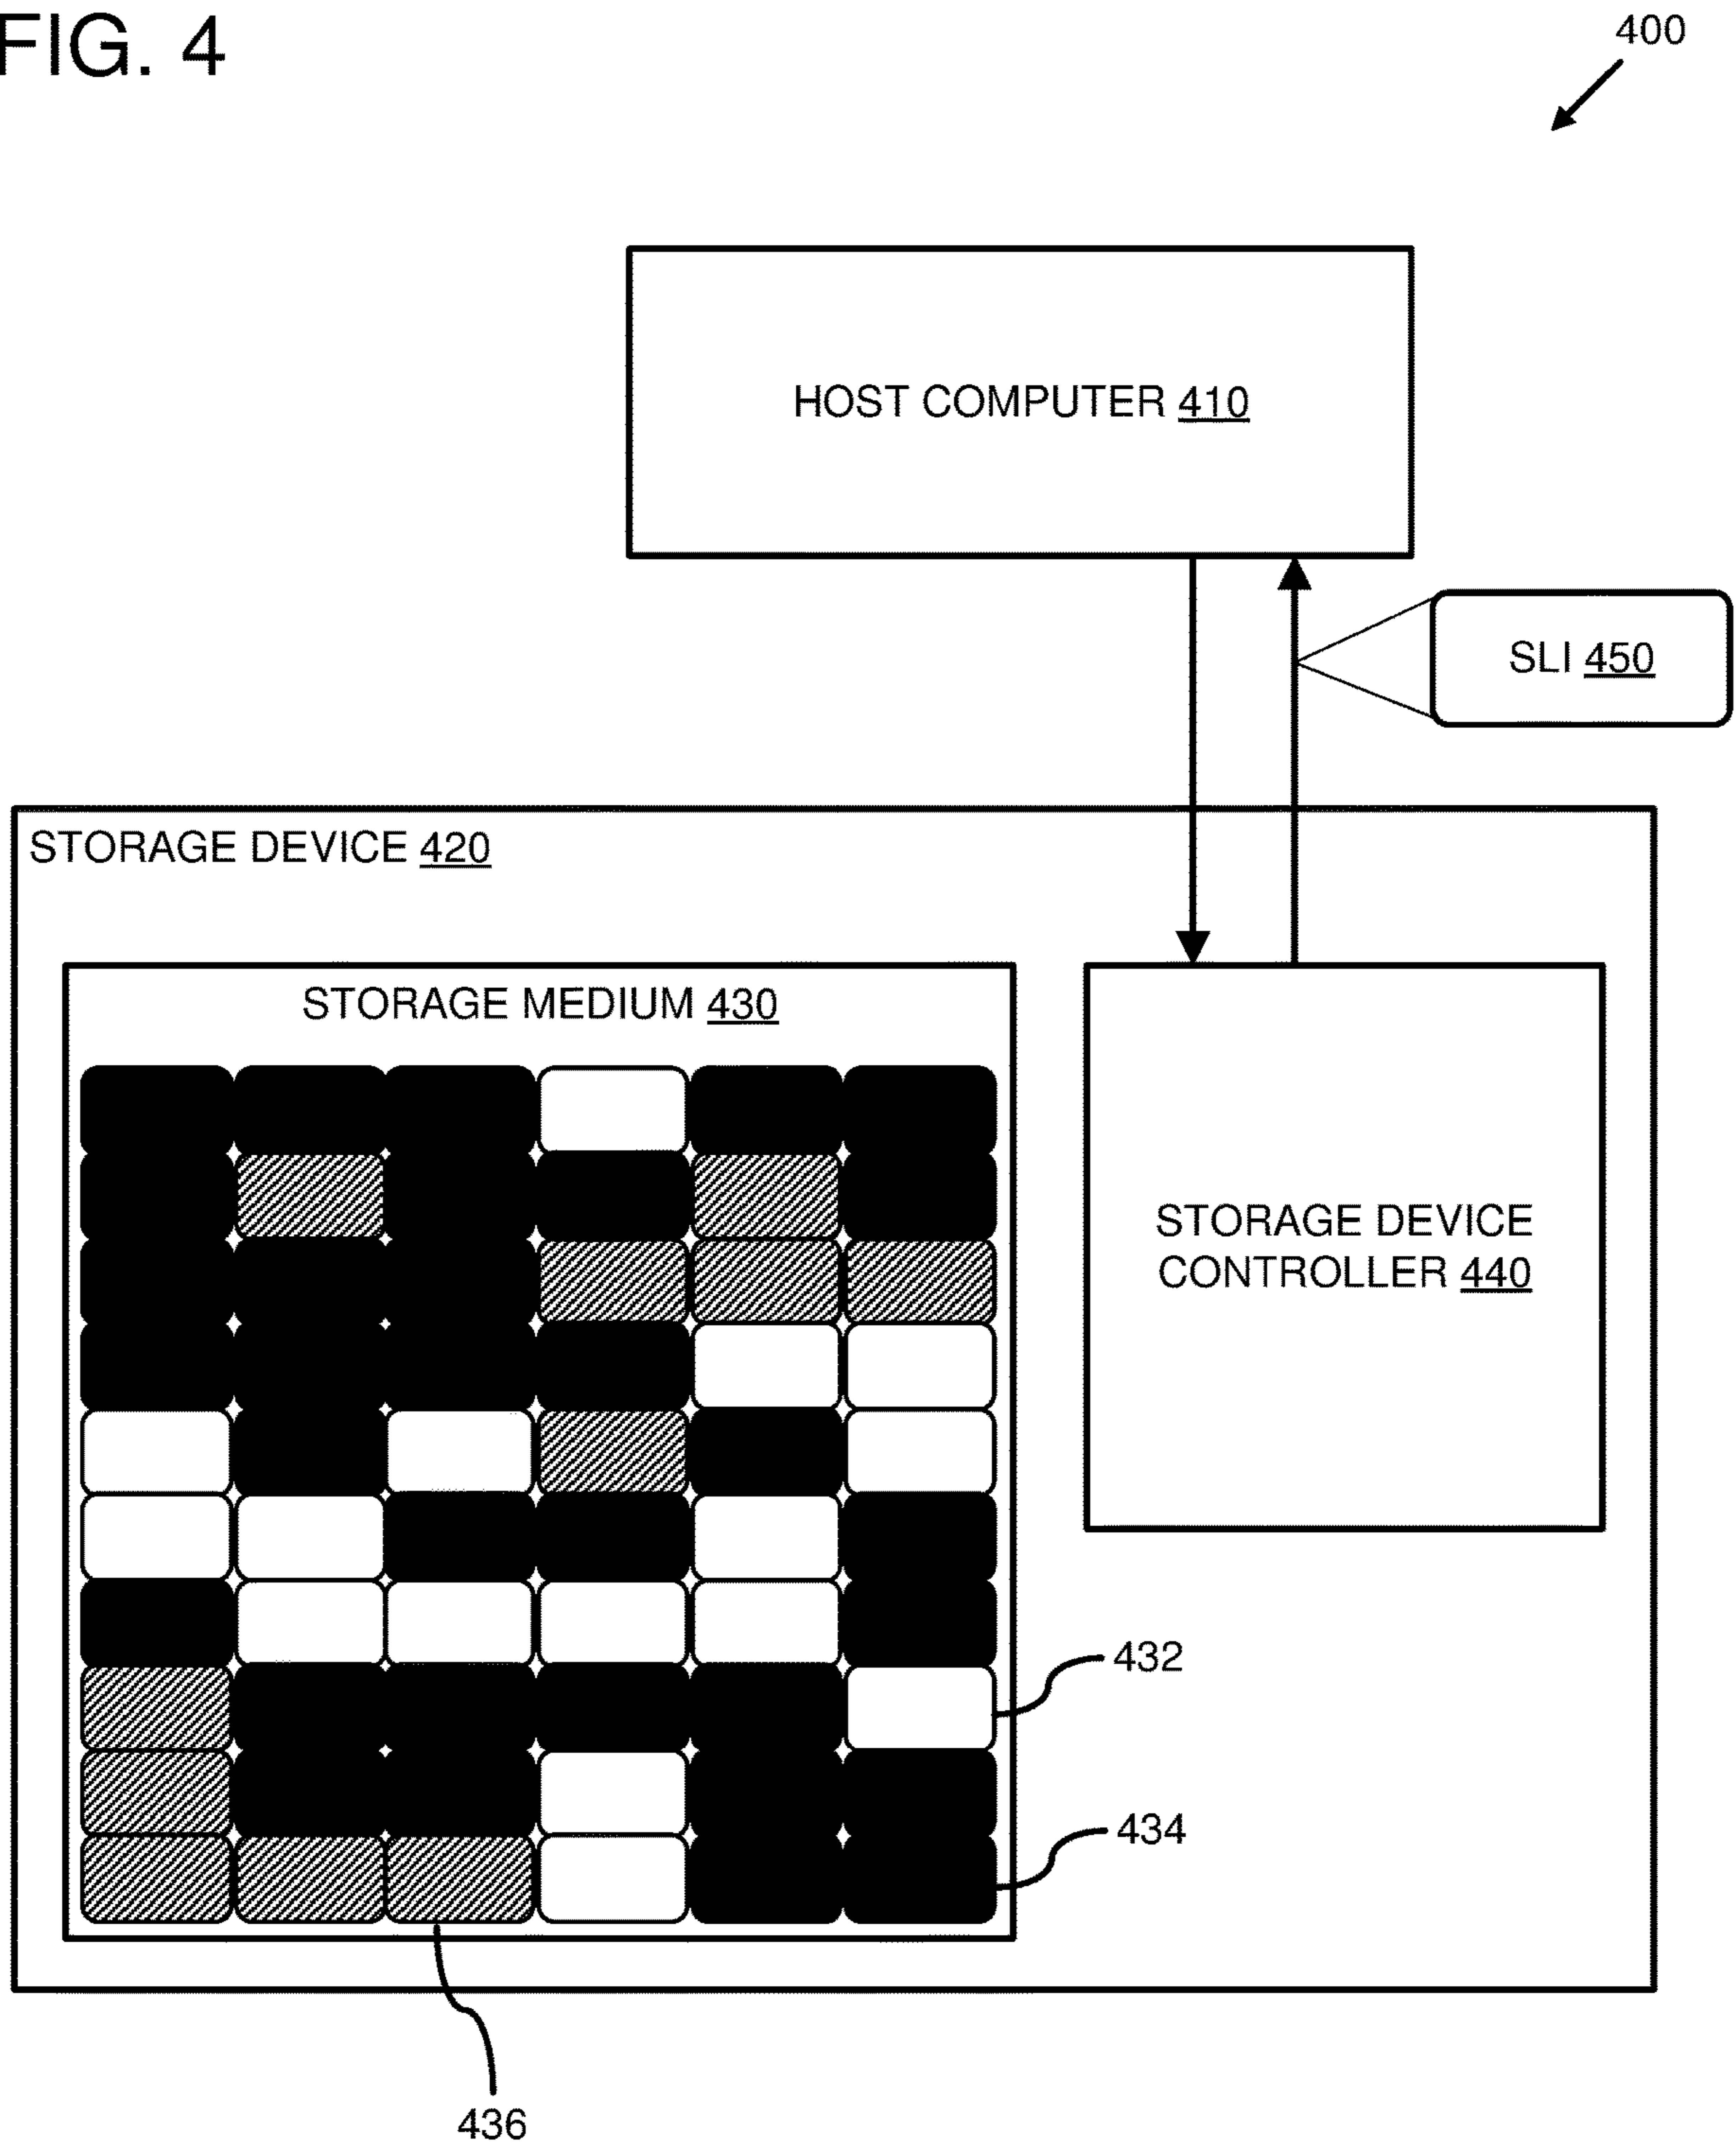 FIG. 4
400
HOST COMPUTER 410
SLI 450
STORAGE DEVICE 420
STORAGE MEDIUM 430
STORAGE DEVICE
CONTROLLER 440
432
434
436